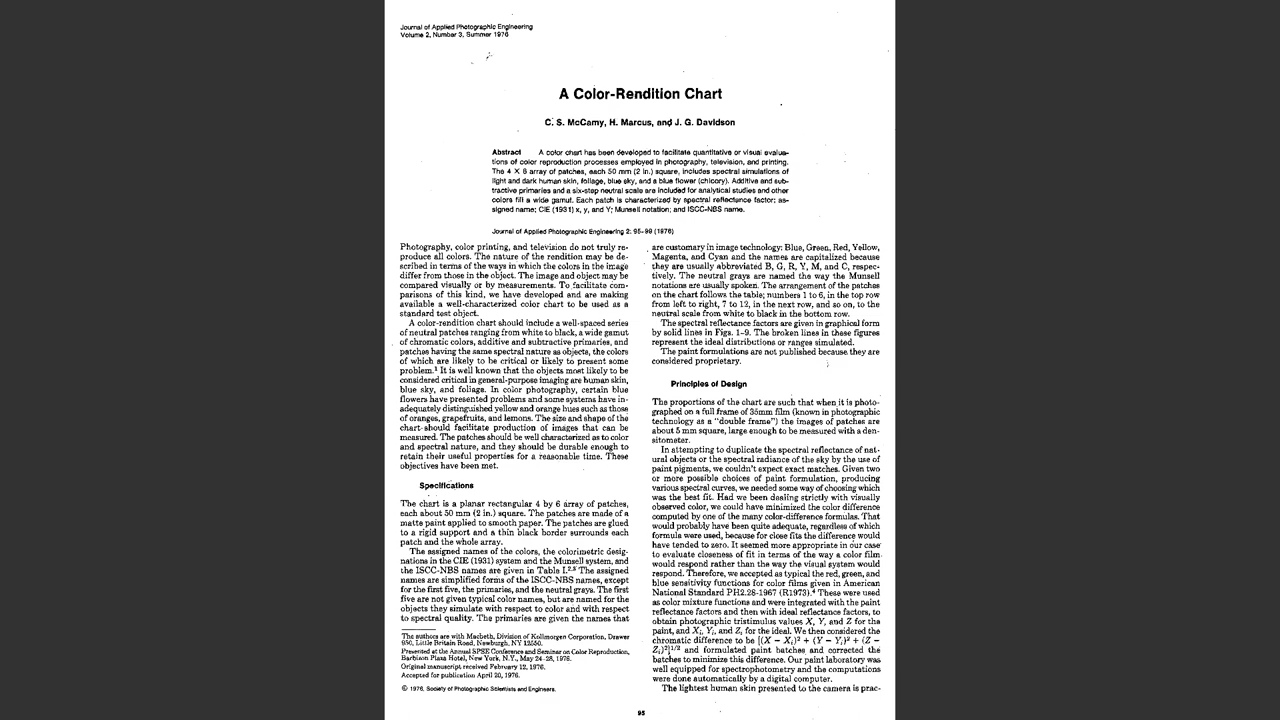 Journal of Applied Photographic Engineering
Volume 2, Number 3, Summer 1976
A Color-Rendition Chart
C. S. McCamy, H. Marcus, and J. G. Davidson
Abstract A color chart has been developed to facilitate quantitative or visual evalua-
tions of color reproduction processes employed in photography, television, and printing.
The 4 X 6 array of patches, each 50 mm (2 in.) square, includes spectral simulations of
light and dark human skin, foliage, blue sky, and a blue flower (chicory). Additive and sub-
tractive primaries and a six-step neutral scale are included for analytical studies and other
colors fill a wide gamut. Each patch is characterized by spectral reflectance factor; as-
signed name; CIE (1931) x, y, and Y; Munsell notation; and ISCC-NBS name.
Journal of Applied Photographic Engineering 2: 95-99 (1976)
Photography, color printing, and television do not truly re-
produce all colors. The nature of the rendition may be de-
scribed in terms of the ways in which the colors in the image
differ from those in the object. The image and object may be
compared visually or by measurements. To facilitate com-
parisons of this kind, we have developed and are making
available a well-characterized color chart to be used as a
standard test object.
A color-rendition chart should include a well-spaced series
of neutral patches ranging from white to black, a wide gamut
of chromatic colors, additive and subtractive primaries, and
patches having the same spectral nature as objects, the colors
of which are likely to be critical or likely to present some
problem.¹ It is well known that the objects most likely to be
considered critical in general-purpose imaging are human skin,
blue sky, and foliage. In color photography, certain blue
flowers have presented problems and some systems have in-
adequately distinguished yellow and orange hues such as those
of oranges, grapefruits, and lemons. The size and shape of the
chart should facilitate production of images that can be
measured. The patches should be well characterized as to color
and spectral nature, and they should be durable enough to
retain their useful properties for a reasonable time. These
objectives have been met.
Specifications
The chart is a planar rectangular 4 by 6 array of patches,
each about 50 mm (2 in.) square. The patches are made of a
matte paint applied to smooth paper. The patches are glued
to a rigid support and a thin black border surrounds each
patch and the whole array.
The assigned names of the colors, the colorimetric desig-
nations in the CIE (1931) system and the Munsell system, and
the ISCC-NBS names are given in Table I.²,³ The assigned
names are simplified forms of the ISCC-NBS names, except
for the first five, the primaries, and the neutral grays. The first
five are not given typical color names, but are named for the
objects they simulate with respect to color and with respect
to spectral quality. The primaries are given the names that
The authors are with Macbeth, Division of Kollmorgen Corporation, Drawer
950, Little Britain Road, Newburgh, NY 12550.
Presented at the Annual SPSE Conference and Seminar on Color Reproduction,
Barbizon Plaza Hotel, New York, N.Y., May 24-28, 1976.
Original manuscript received February 12, 1976.
Accepted for publication April 20, 1976.
© 1976, Society of Photographic Scientists and Engineers.
are customary in image technology: Blue, Green, Red, Yellow,
Magenta, and Cyan and the names are capitalized because
they are usually abbreviated B, G, R, Y, M, and C, respec-
tively. The neutral grays are named the way the Munsell
notations are usually spoken. The arrangement of the patches
on the chart follows the table; numbers 1 to 6, in the top row
from left to right, 7 to 12, in the next row, and so on, to the
neutral scale from white to black in the bottom row.
The spectral reflectance factors are given in graphical form
by solid lines in Figs. 1-9. The broken lines in these figures
represent the ideal distributions or ranges simulated.
The paint formulations are not published because they are
considered proprietary.
Principles of Design
The proportions of the chart are such that when it is photo-
graphed on a full frame of 35mm film (known in photographic
technology as a "double frame") the images of patches are
about 5 mm square, large enough to be measured with a den-
sitometer.
In attempting to duplicate the spectral reflectance of nat-
ural objects or the spectral radiance of the sky by the use of
paint pigments, we couldn't expect exact matches. Given two
or more possible choices of paint formulation, producing
various spectral curves, we needed some way of choosing which
was the best fit. Had we been dealing strictly with visually
observed color, we could have minimized the color difference
computed by one of the many color-difference formulas. That
would probably have been quite adequate, regardless of which
formula were used, because for close fits the difference would
have tended to zero. It seemed more appropriate in our case
to evaluate closeness of fit in terms of the way a color film
would respond rather than the way the visual system would
respond. Therefore, we accepted as typical the red, green, and
blue sensitivity functions for color films given in American
National Standard PH2.28-1967 (R1973).⁴ These were used
as color mixture functions and were integrated with the paint
reflectance factors and then with ideal reflectance factors, to
obtain photographic tristimulus values X, Y, and Z for the
paint, and Xᵢ, Yᵢ, and Zᵢ for the ideal. We then considered the
chromatic difference to be [(X − Xᵢ)² + (Y − Yᵢ)² + (Z −
Zᵢ)²]¹/² and formulated paint batches and corrected the
batches to minimize this difference. Our paint laboratory was
well equipped for spectrophotometry and the computations
were done automatically by a digital computer.
The lightest human skin presented to the camera is prac-
95